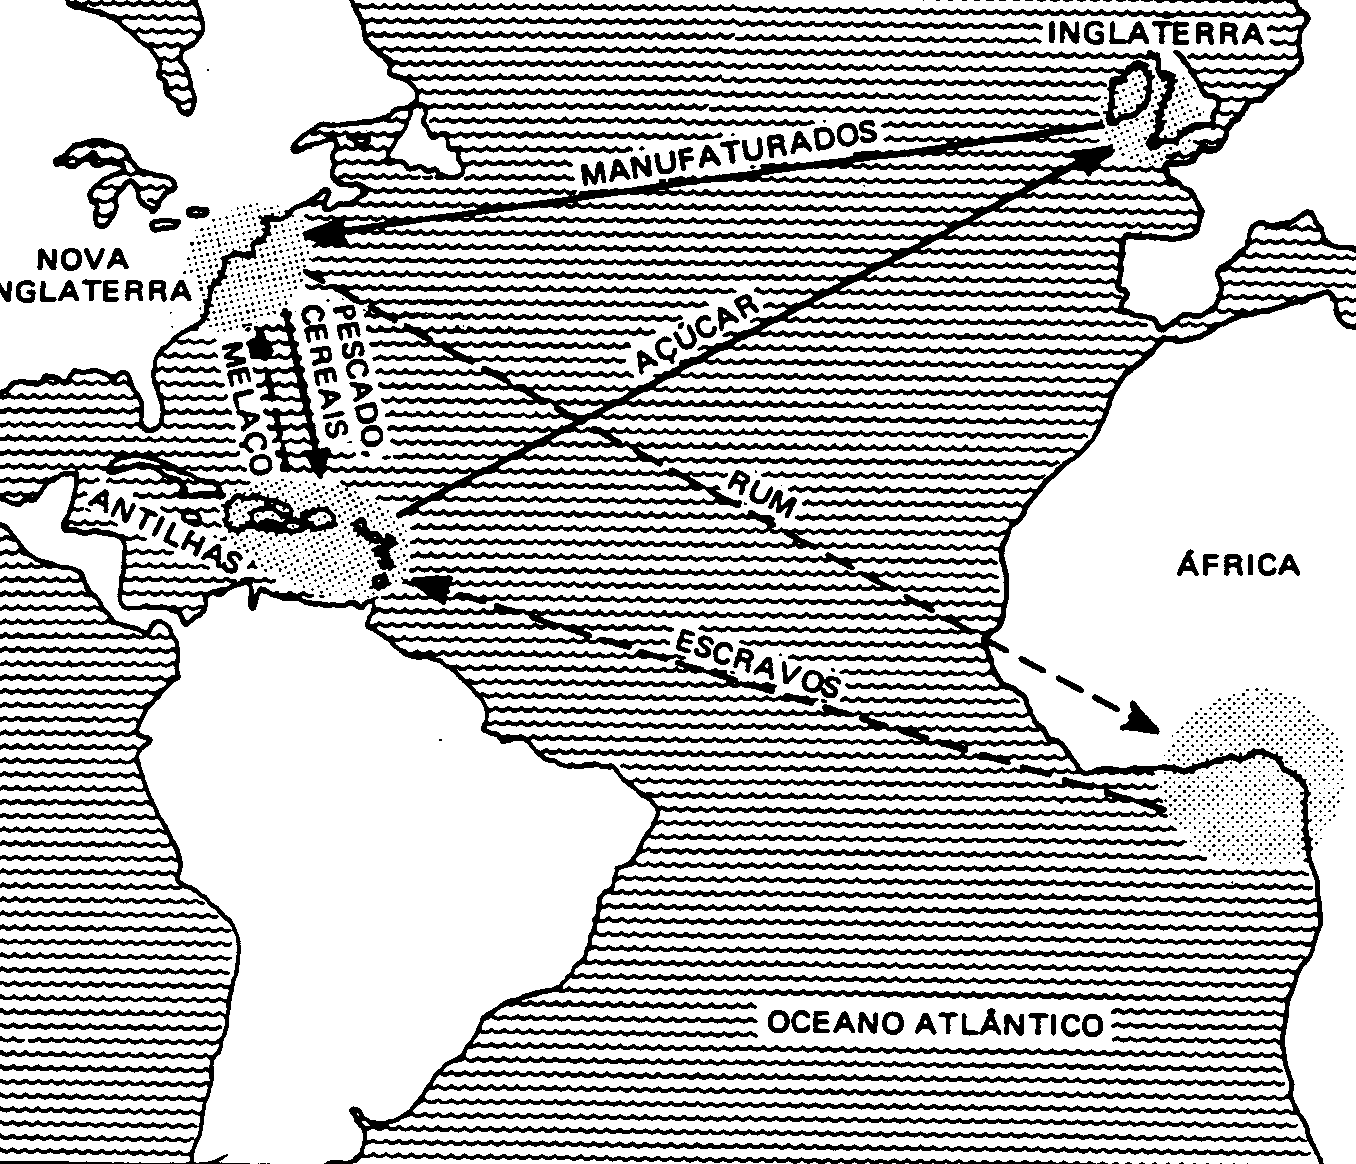 INGLATERRA
MANUFATURADOS
NOVA
NGLATERRA
PESCADO,
CEREAIS
MELAÇO
AÇÚCAR
RUM
ANTILHAS
ÁFRICA
ESCRAVOS
OCEANO ATLÂNTICO